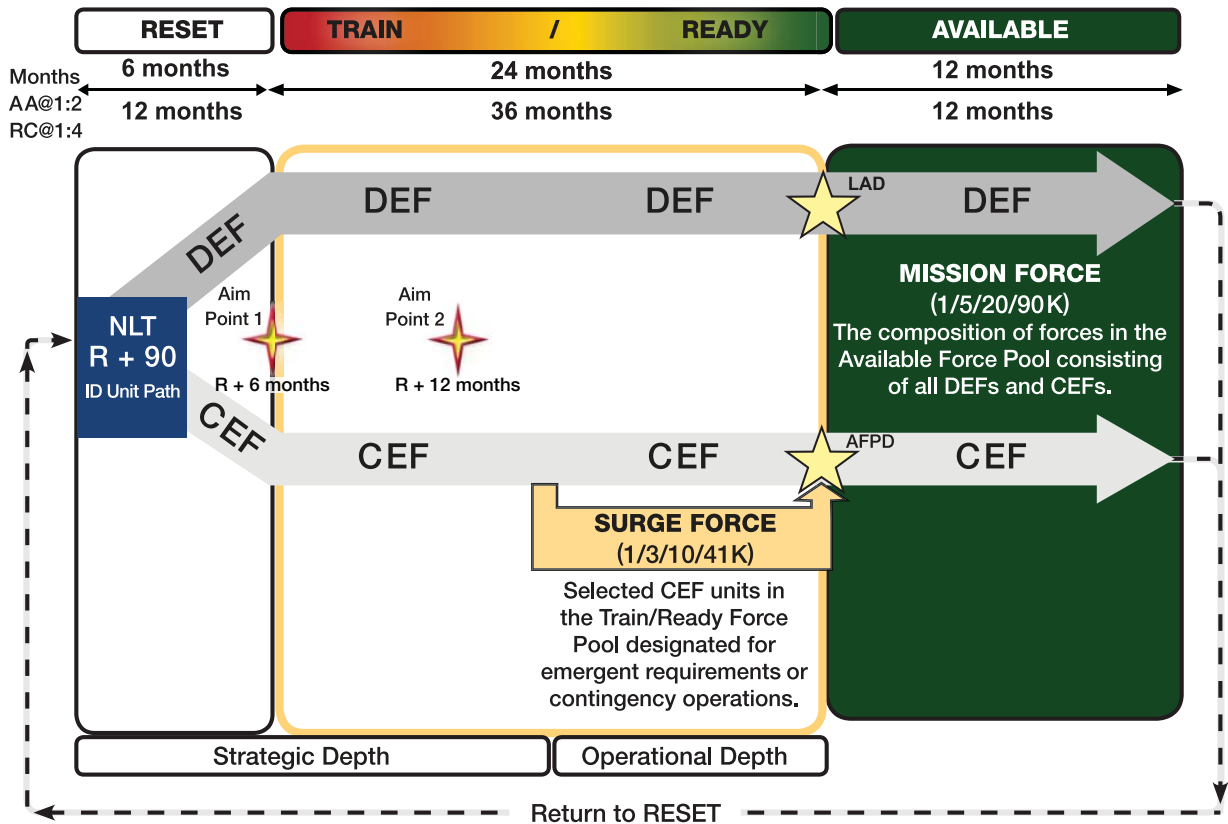 RESET
TRAIN / READY
AVAILABLE
Months
AA@1:2
RC@1:4
6 months
24 months
12 months
12 months
36 months
12 months
DEF
DEF
DEF
DEF
LAD
NLT
R + 90
ID Unit Path
Aim
Point 1
R + 6 months
Aim
Point 2
R + 12 months
MISSION FORCE
(1/5/20/90K)
The composition of forces in the
Available Force Pool consisting
of all DEFs and CEFs.
CEF
CEF
CEF
AFPD
CEF
SURGE FORCE
(1/3/10/41K)
Selected CEF units in
the Train/Ready Force
Pool designated for
emergent requirements or
contingency operations.
Strategic Depth
Operational Depth
Return to RESET